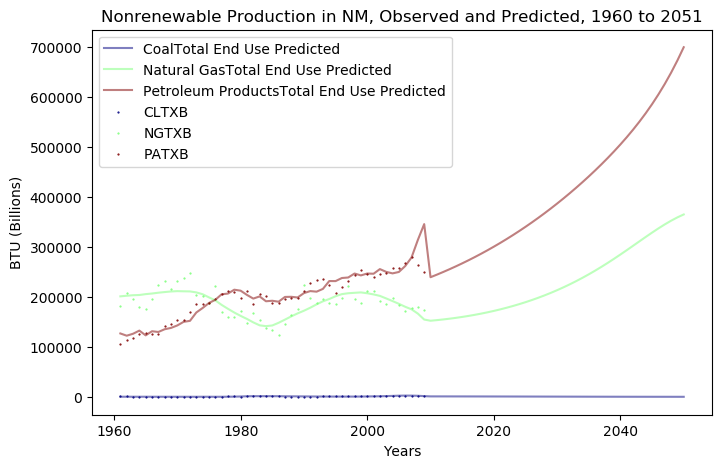 Nonrenewable Production in NM, Observed and Predicted, 1960 to 2051
700000
600000
500000
400000
300000
200000
100000
0
BTU (Billions)
CoalTotal End Use Predicted
Natural GasTotal End Use Predicted
Petroleum ProductsTotal End Use Predicted
CLTXB
NGTXB
PATXB
1960
1980
2000
2020
2040
Years